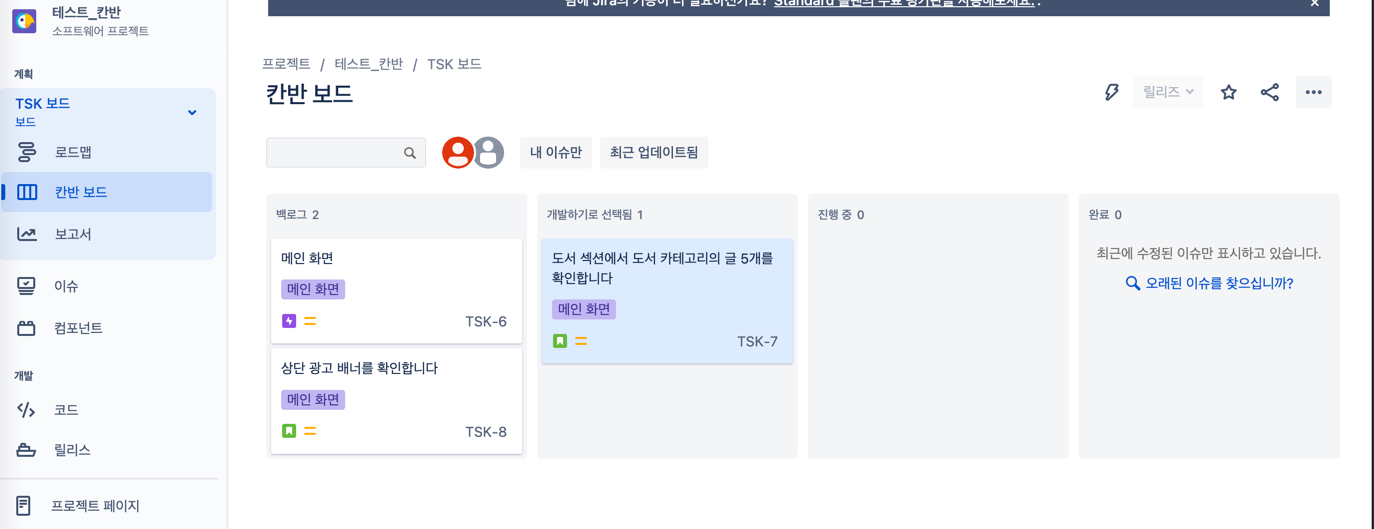 테스트_칸반
소프트웨어 프로젝트
계획
TSK 보드
보드
로드맵
칸반 보드
보고서
이슈
컴포넌트
개발
코드
릴리스
프로젝트 페이지
팀에 Jira의 기능이 더 필요하신가요? Standard 플랜의 무료 평가판을 사용해보세요..
프로젝트 / 테스트_칸반 / TSK 보드
칸반 보드
릴리즈
내 이슈만
최근 업데이트됨
백로그 2
메인 화면
메인 화면
TSK-6
상단 광고 배너를 확인합니다
메인 화면
TSK-8
개발하기로 선택됨 1
도서 섹션에서 도서 카테고리의 글 5개를
확인합니다
메인 화면
TSK-7
진행 중 0
완료 0
최근에 수정된 이슈만 표시하고 있습니다.
오래된 이슈를 찾으십니까?